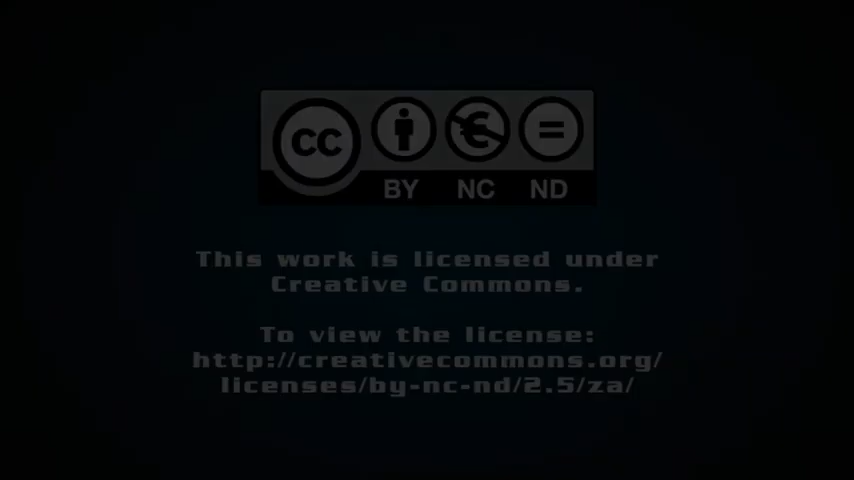 CC
BY NC ND
This work is licensed under
Creative Commons.
To view the license:
http://creativecommons.org/
licenses/by-nc-nd/2.5/za/